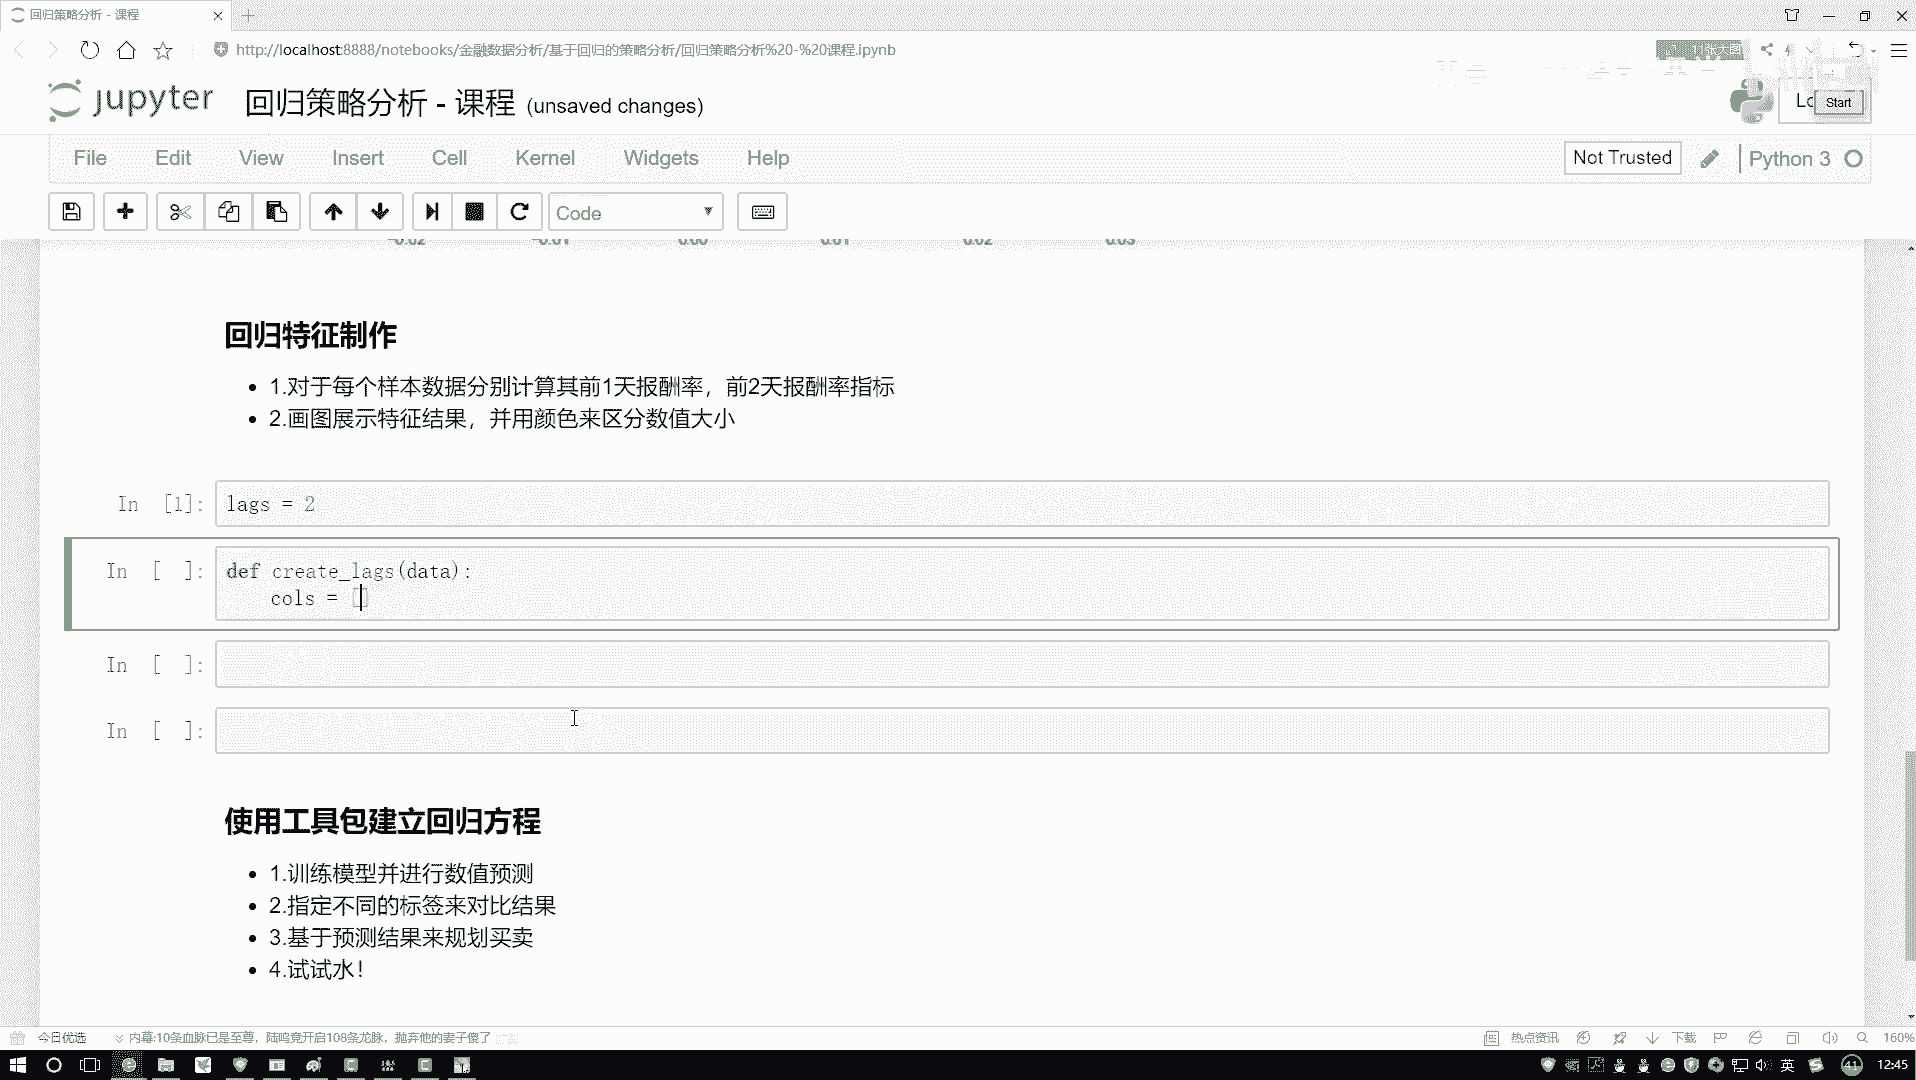 回归策略分析 - 课程
http://localhost:8888/notebooks/金融数据分析/基于回归的策略分析/回归策略分析%20-%20课程.ipynb
11张大图
jupyter 回归策略分析 - 课程 (unsaved changes)
Start
File Edit View Insert Cell Kernel Widgets Help
Not Trusted
Python 3
Code
-0.02 -0.01 0.00 0.01 0.02 0.03
回归特征制作
1.对于每个样本数据分别计算其前1天报酬率，前2天报酬率指标
2.画图展示特征结果，并用颜色来区分数值大小
In [1]: lags = 2
In [ ]: def create_lags(data):
cols = []
In [ ]:
In [ ]:
使用工具包建立回归方程
1.训练模型并进行数值预测
2.指定不同的标签来对比结果
3.基于预测结果来规划买卖
4.试试水！
今日优选
内幕:10条血脉已是至尊，陆鸣竟开启108条龙脉，抛弃他的妻子傻了
热点资讯
下载
160%
英
41
12:45